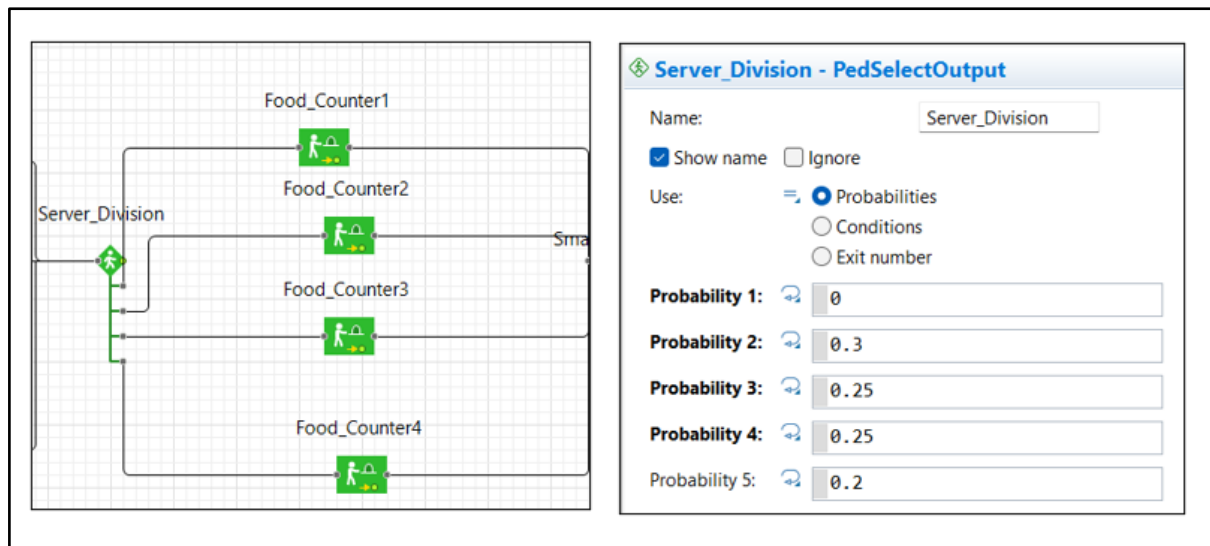 Food_Counter1
Food_Counter2
Server_Division
Sma
Food_Counter3
Food_Counter4
Server_Division - PedSelectOutput
Name: Server_Division
Show name Ignore
Use: Probabilities
Conditions
Exit number
Probability 1: 0
Probability 2: 0.3
Probability 3: 0.25
Probability 4: 0.25
Probability 5: 0.2